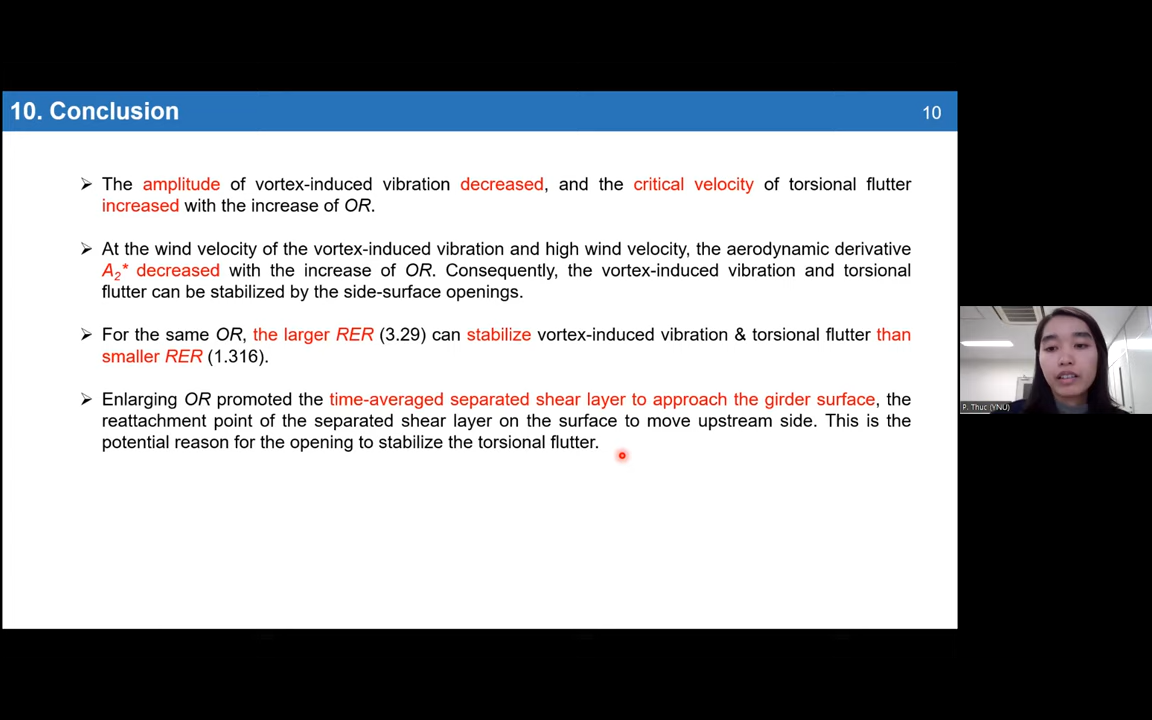 10. Conclusion
10
➢ The amplitude of vortex-induced vibration decreased, and the critical velocity of torsional flutter
increased with the increase of OR.
➢ At the wind velocity of the vortex-induced vibration and high wind velocity, the aerodynamic derivative
A2* decreased with the increase of OR. Consequently, the vortex-induced vibration and torsional
flutter can be stabilized by the side-surface openings.
➢ For the same OR, the larger RER (3.29) can stabilize vortex-induced vibration & torsional flutter than
smaller RER (1.316).
➢ Enlarging OR promoted the time-averaged separated shear layer to approach the girder surface, the
reattachment point of the separated shear layer on the surface to move upstream side. This is the
potential reason for the opening to stabilize the torsional flutter.
P. Thuc (YNU)